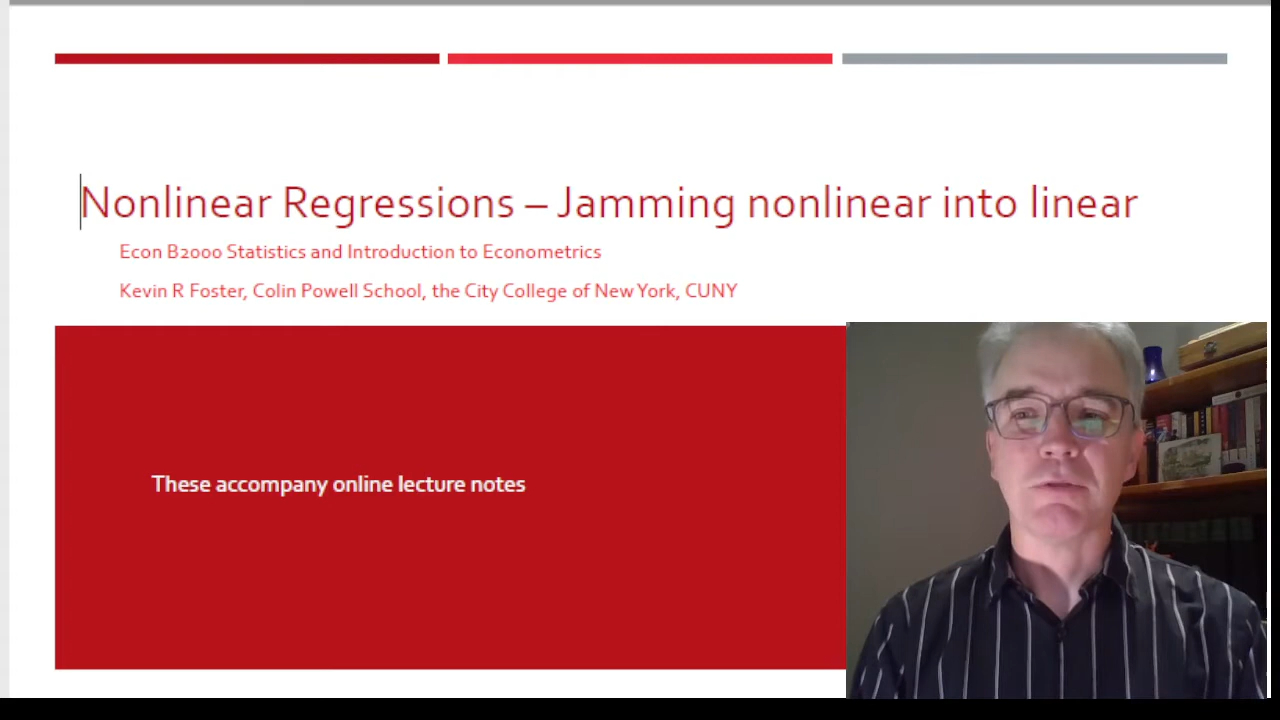 Nonlinear Regressions – Jamming nonlinear into linear
Econ B2000 Statistics and Introduction to Econometrics
Kevin R Foster, Colin Powell School, the City College of New York, CUNY
These accompany online lecture notes